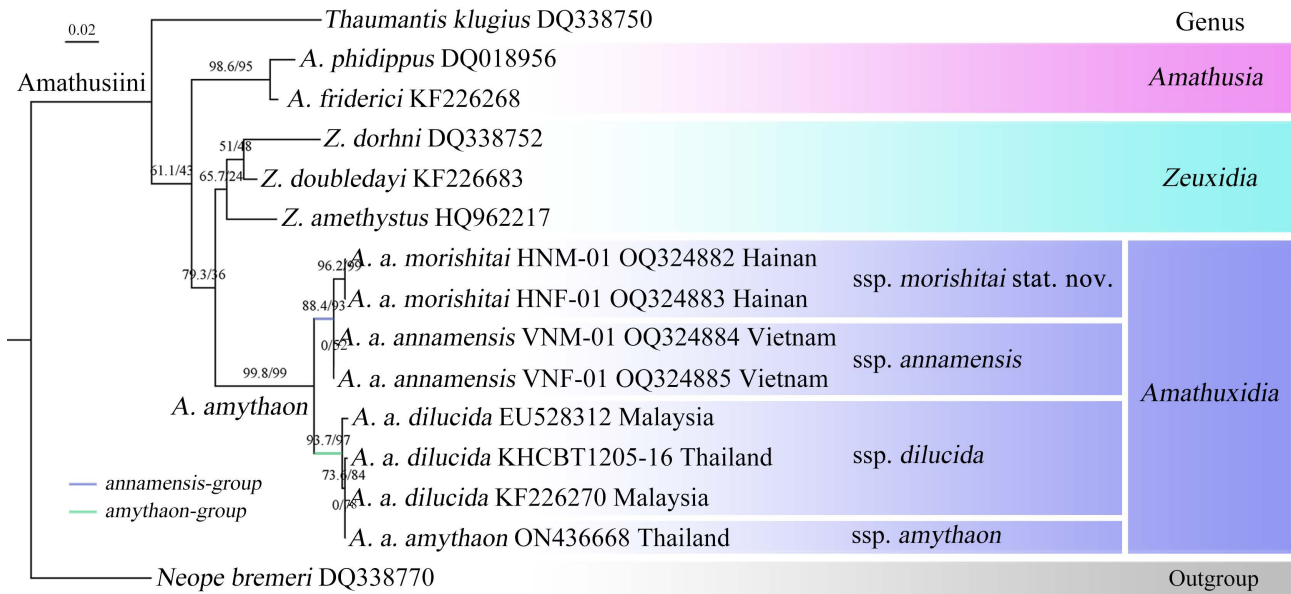 Thaumantis klugius DQ338750
Genus
0.02
A. phidippus DQ018956
98.6/95
Amathusiini
Amathusia
A. friderici KF226268
Z. dorhni DQ338752
51/48
61.1/43
65.7/24
Z. doubledayi KF226683
Zeuxidia
Z. amethystus HQ962217
79.3/36
96.2/99
A. a. morishitai HNM-01 OQ324882 Hainan
ssp. morishitai stat. nov.
88.4/93
A. a. morishitai HNF-01 OQ324883 Hainan
0/52
A. a. annamensis VNM-01 OQ324884 Vietnam
ssp. annamensis
99.8/99
A. a. annamensis VNF-01 OQ324885 Vietnam
Amathuxidia
A. amythaon
A. a. dilucida EU528312 Malaysia
93.7/97
A. a. dilucida KHCBT1205-16 Thailand
ssp. dilucida
73.6/84
annamensis-group
A. a. dilucida KF226270 Malaysia
amythaon-group
A. a. amythaon ON436668 Thailand
ssp. amythaon
Neope bremeri DQ338770
Outgroup